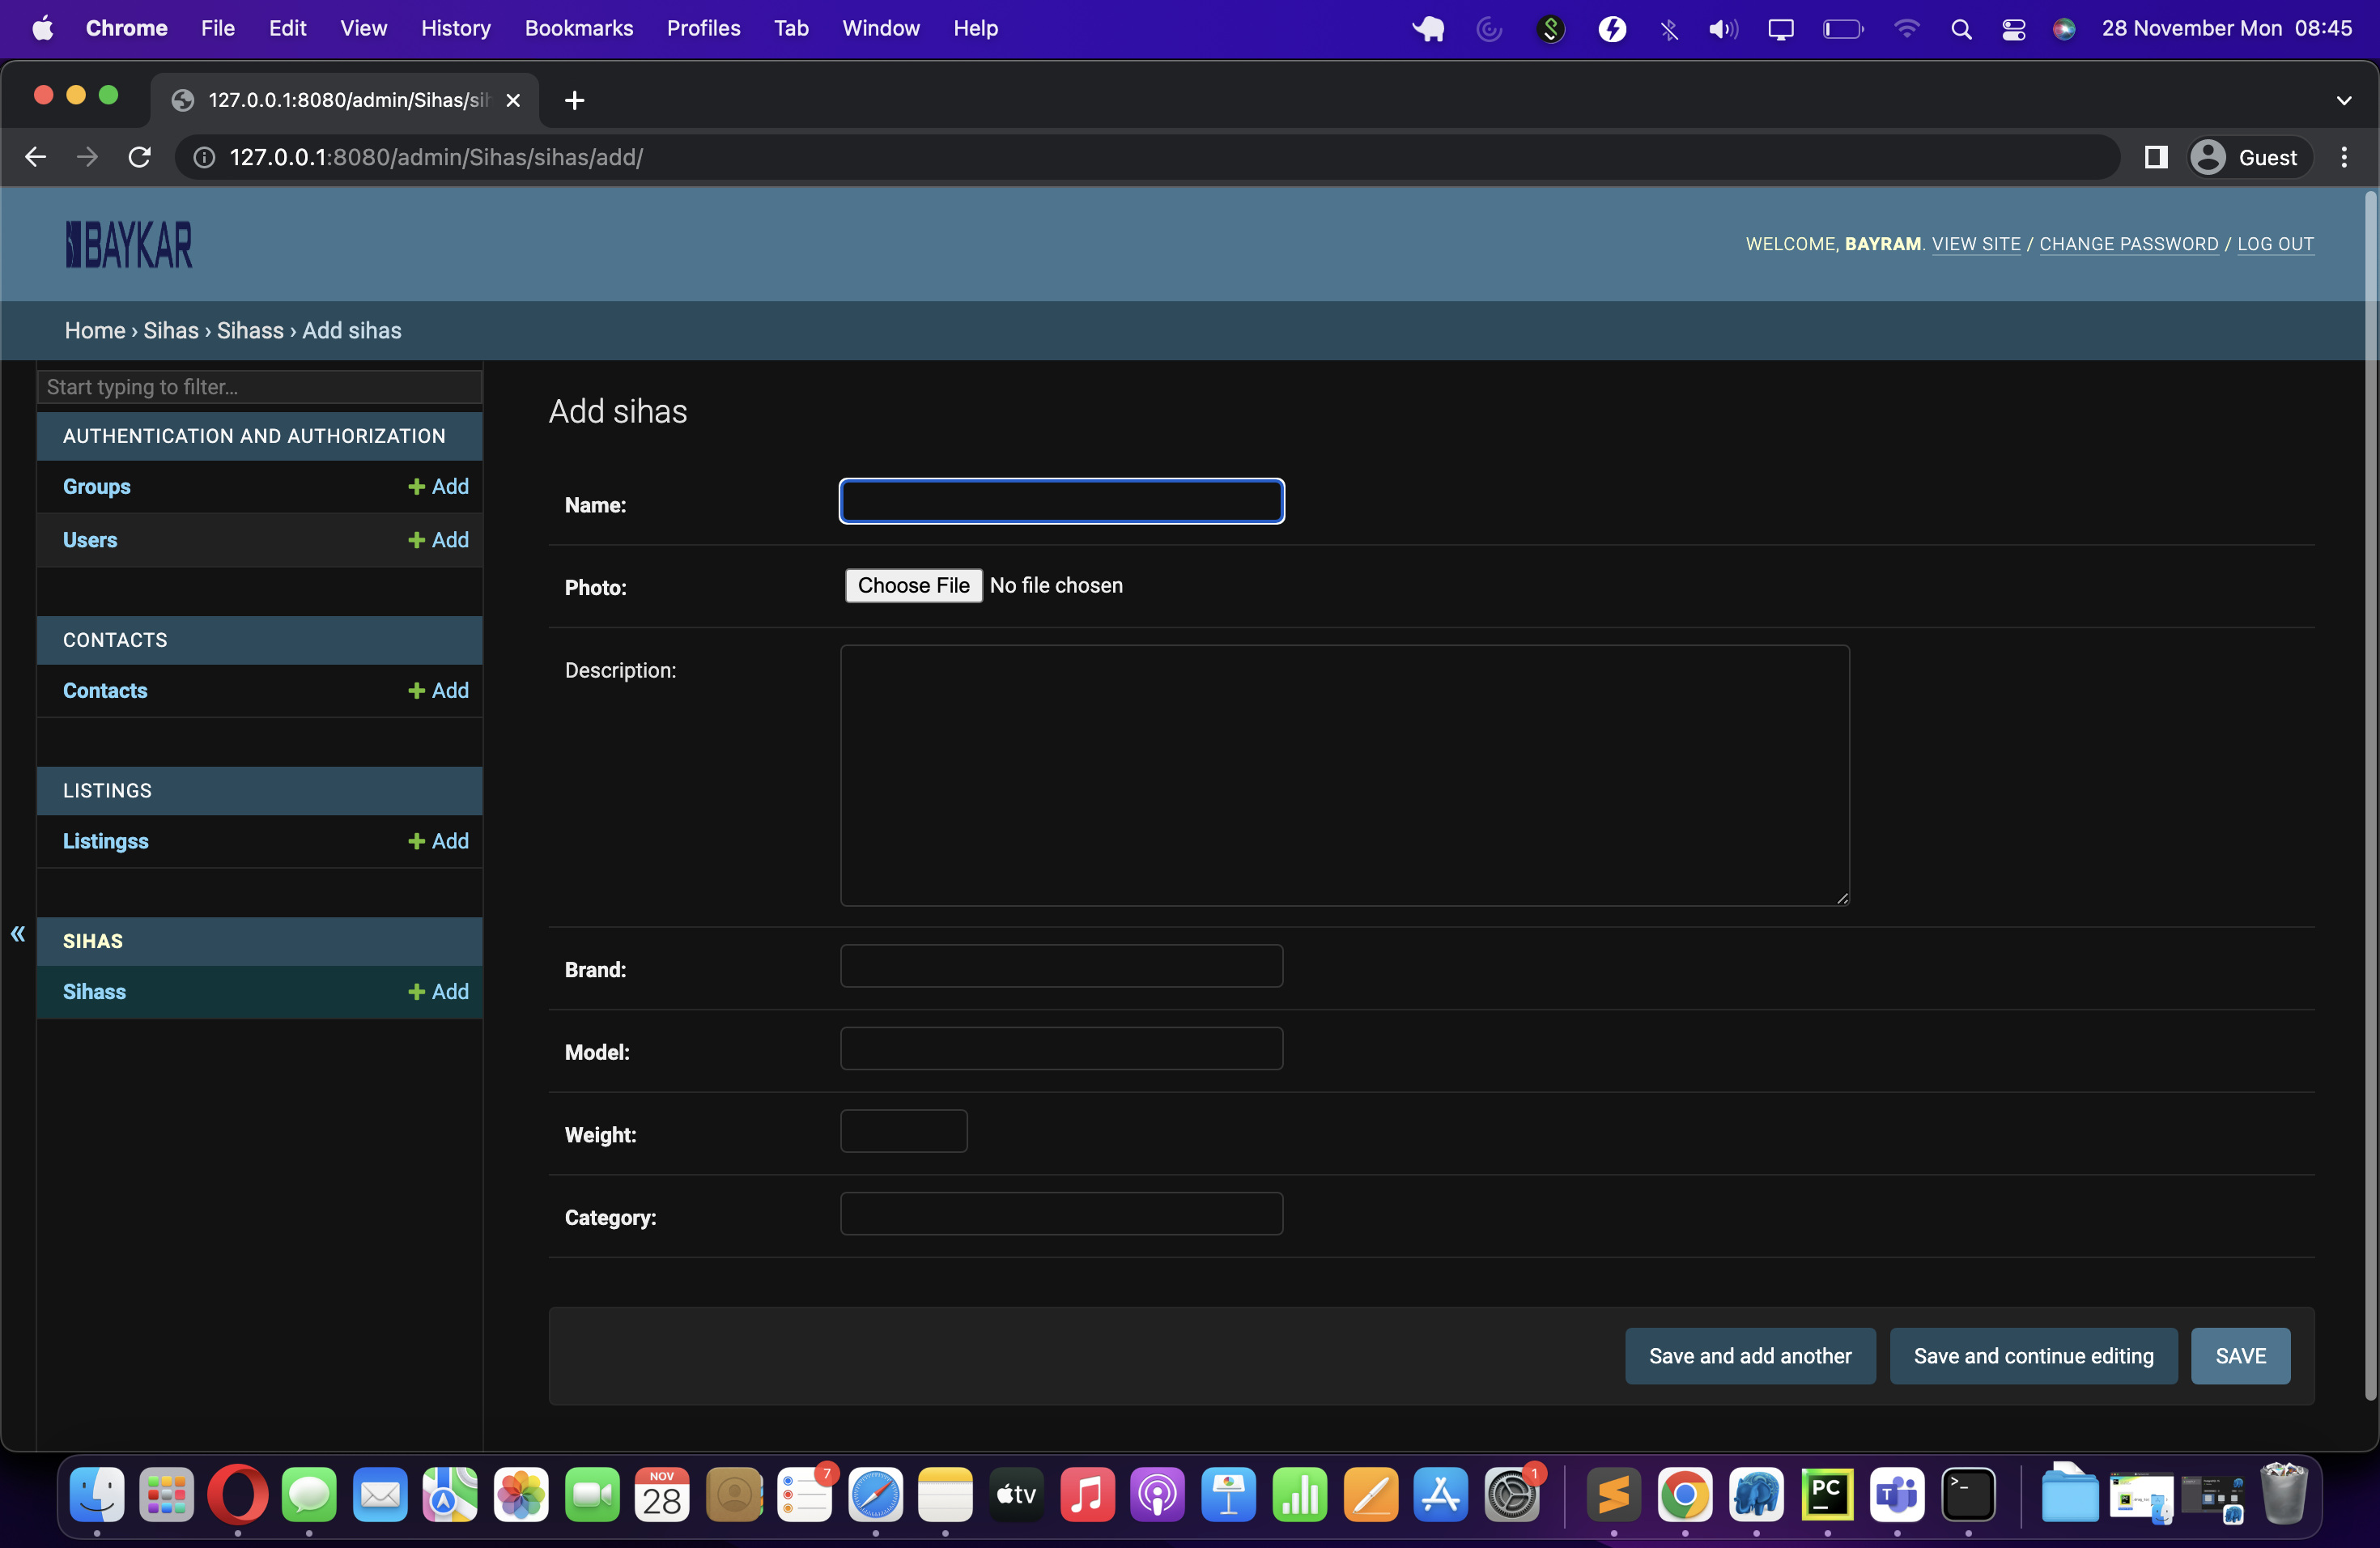 Chrome File Edit View History Bookmarks Profiles Tab Window Help 28 November Mon 08:45
127.0.0.1:8080/admin/Sihas/sih
127.0.0.1:8080/admin/Sihas/sihas/add/ Guest
BAYKAR
WELCOME, BAYRAM. VIEW SITE / CHANGE PASSWORD / LOG OUT
Home › Sihas › Sihass › Add sihas
Start typing to filter...
AUTHENTICATION AND AUTHORIZATION
Groups + Add
Users + Add
CONTACTS
Contacts + Add
LISTINGS
Listingss + Add
«
SIHAS
Sihass + Add
Add sihas
Name:
Photo: Choose File No file chosen
Description:
Brand:
Model:
Weight:
Category:
Save and add another Save and continue editing SAVE
NOV
28
7
tv
1
PC
T
>_